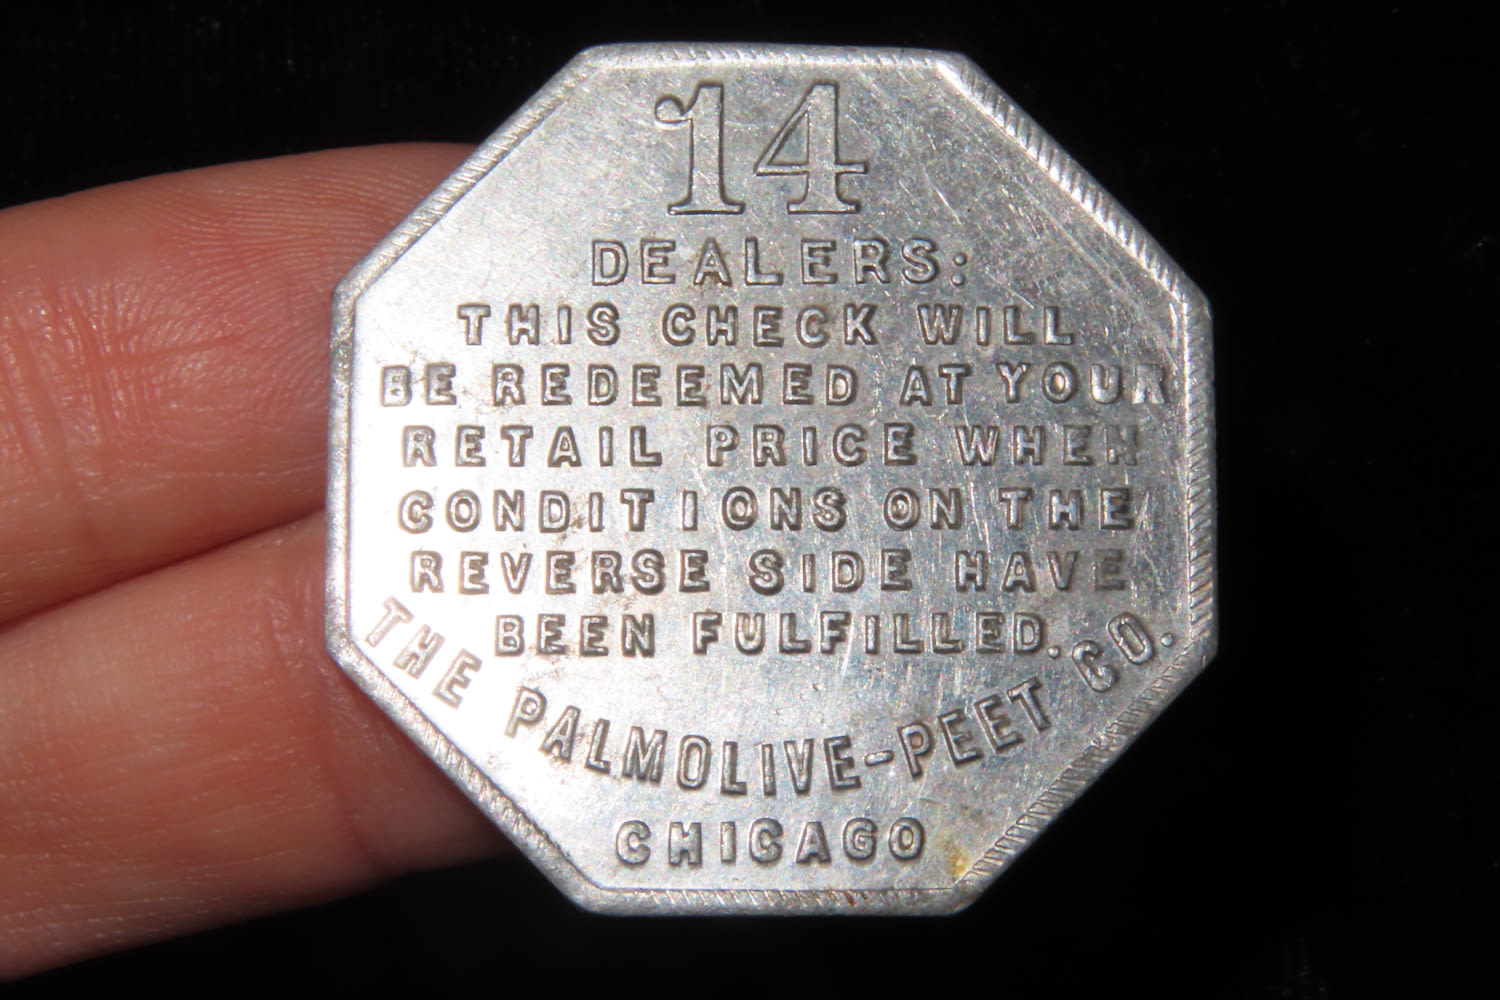 14
DEALERS:
THIS CHECK WILL
BE REDEEMED AT YOUR
RETAIL PRICE WHEN
CONDITIONS ON THE
REVERSE SIDE HAVE
BEEN FULFILLED.
THE PALMOLIVE-PEET CO.
CHICAGO